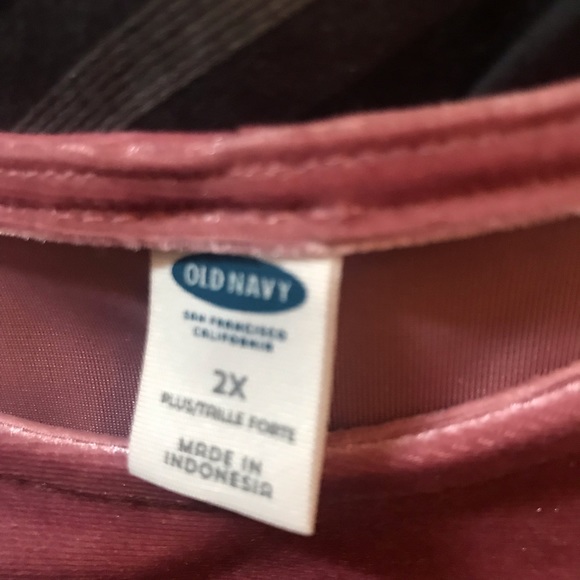 OLD NAVY
SAN FRANCISCO
CALIFORNIA
2X
PLUS/TAILLE FORTE
MADE IN
INDONESIA